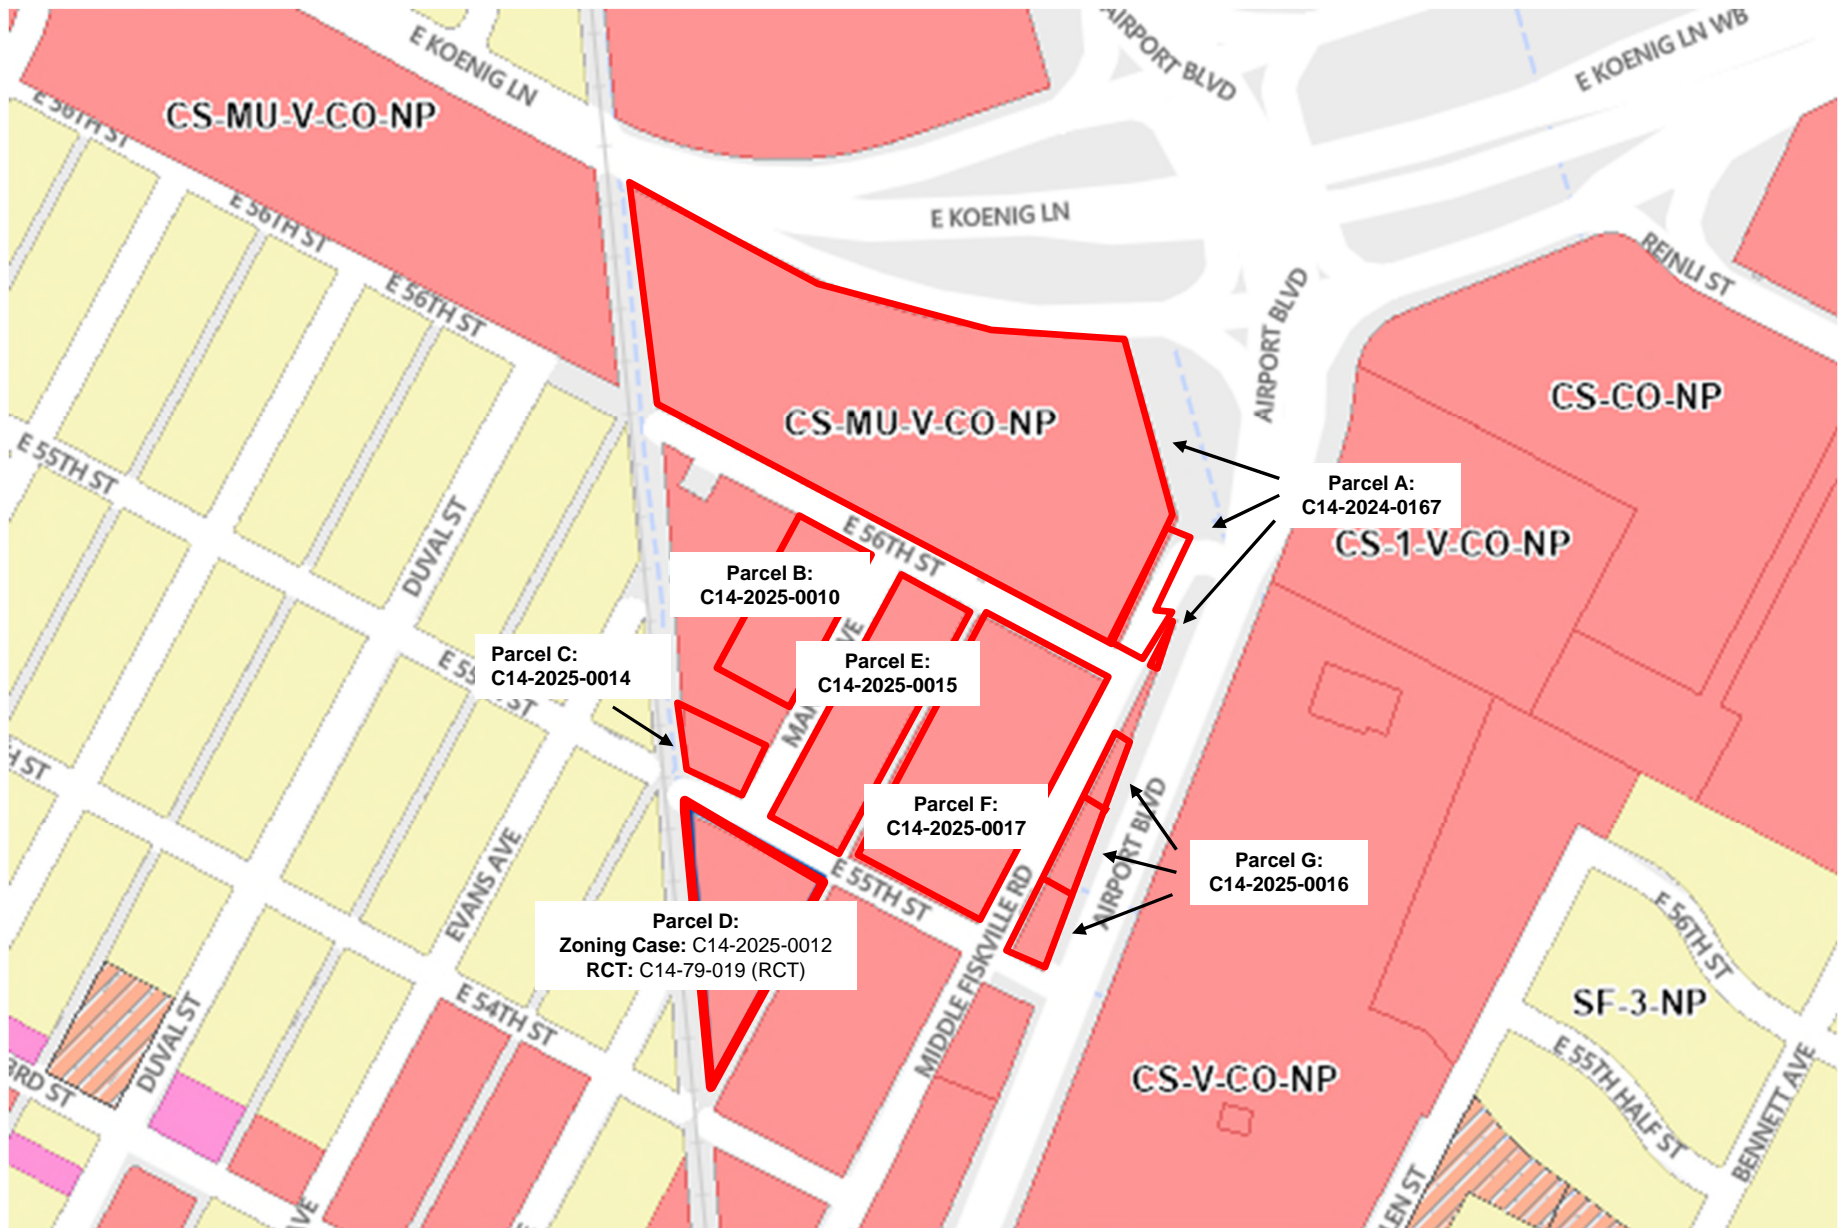 E KOENIG LN
AIRPORT BLVD
E KOENIG LN WB
CS-MU-V-CO-NP
E 56TH ST
E 56TH ST
E 56TH ST
E KOENIG LN
REINLI ST
AIRPORT BLVD
CS-MU-V-CO-NP
CS-CO-NP
E 55TH ST
DUVAL ST
E 56TH ST
Parcel A:
C14-2024-0167
CS-1-V-CO-NP
Parcel B:
C14-2025-0010
Parcel C:
C14-2025-0014
Parcel E:
C14-2025-0015
Parcel F:
C14-2025-0017
AIRPORT BLVD
Parcel G:
C14-2025-0016
EVANS AVE
E 55TH ST
MIDDLE FISKVILLE RD
Parcel D:
Zoning Case: C14-2025-0012
RCT: C14-79-019 (RCT)
E 54TH ST
DUVAL ST
E 56TH ST
SF-3-NP
E 55TH HALF ST
BENNETT AVE
CS-V-CO-NP